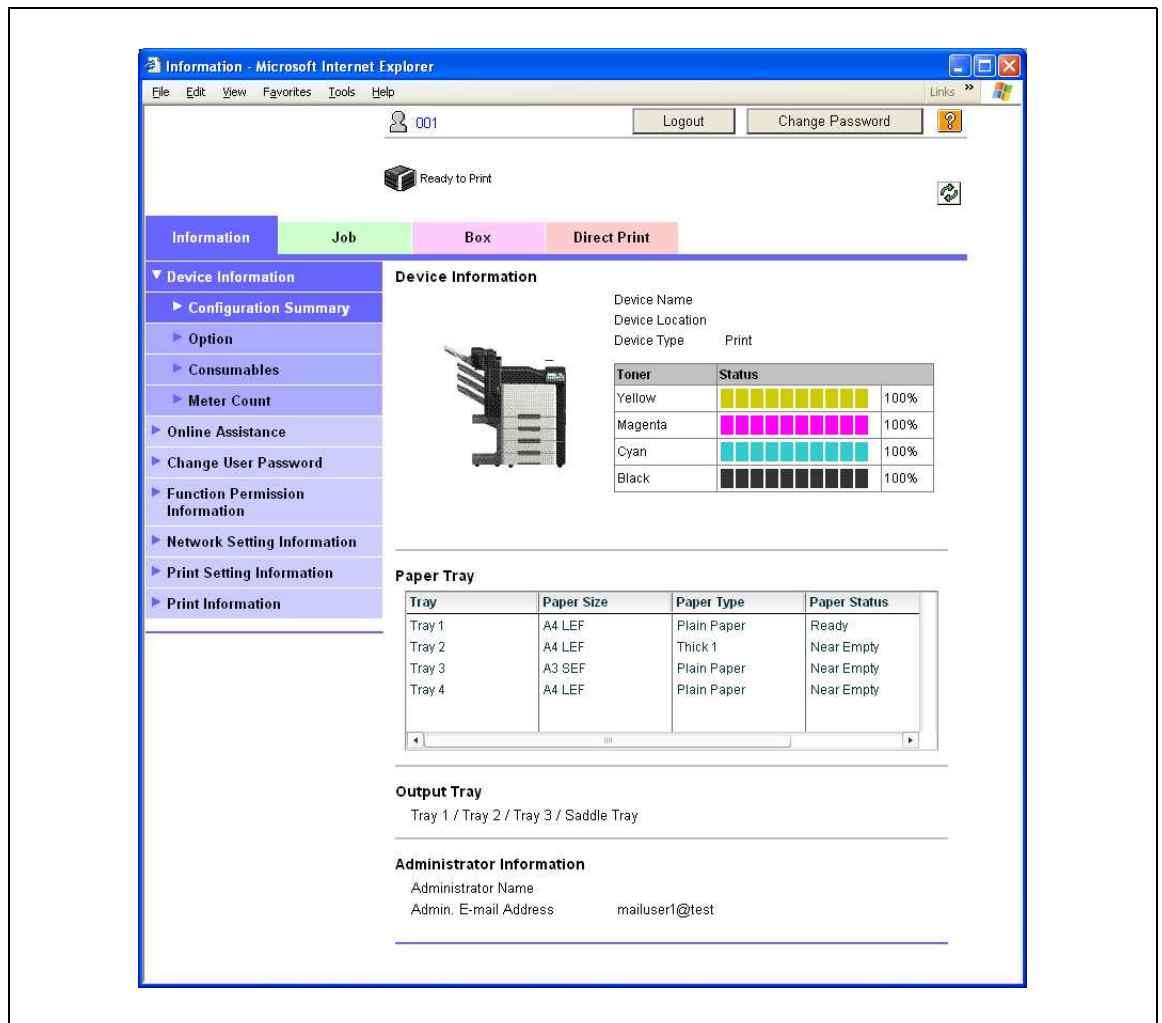 Information - Microsoft Internet Explorer
File Edit View Favorites Tools Help Links »
001 Logout Change Password ?
Ready to Print
Information Job Box Direct Print
Device Information
Configuration Summary
Option
Consumables
Meter Count
Online Assistance
Change User Password
Function Permission
Information
Network Setting Information
Print Setting Information
Print Information
Device Information
Device Name
Device Location
Device Type Print
Toner Status
Yellow 100%
Magenta 100%
Cyan 100%
Black 100%
Paper Tray
Tray Paper Size Paper Type Paper Status
Tray 1 A4 LEF Plain Paper Ready
Tray 2 A4 LEF Thick 1 Near Empty
Tray 3 A3 SEF Plain Paper Near Empty
Tray 4 A4 LEF Plain Paper Near Empty
Output Tray
Tray 1 / Tray 2 / Tray 3 / Saddle Tray
Administrator Information
Administrator Name
Admin. E-mail Address mailuser1@test